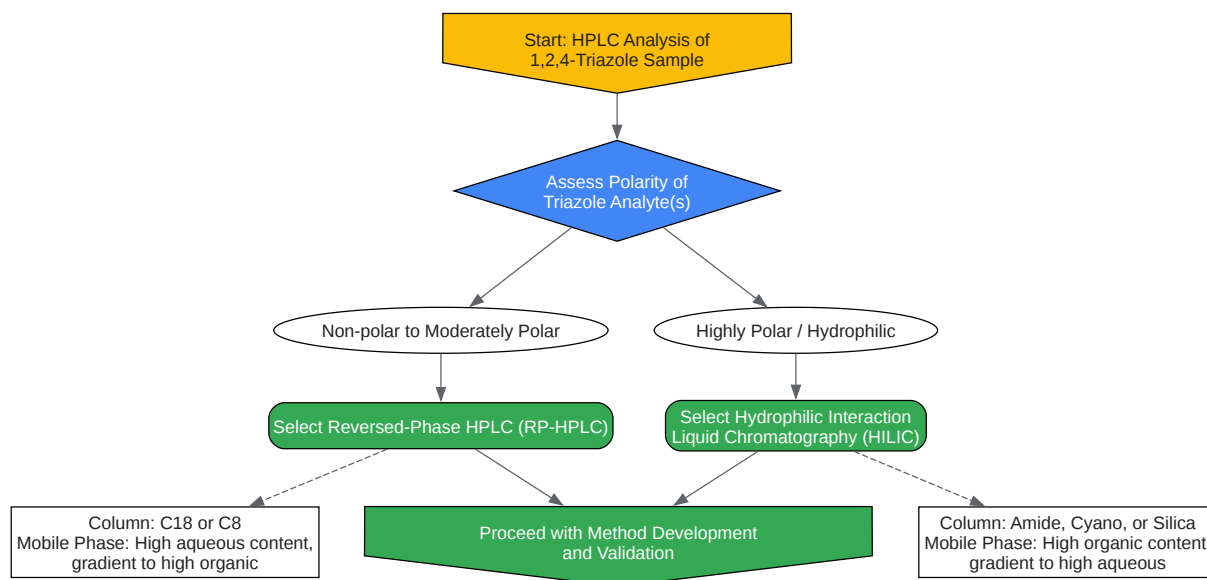 Start: HPLC Analysis of
1,2,4-Triazole Sample
Assess Polarity of
Triazole Analyte(s)
Non-polar to Moderately Polar
Highly Polar / Hydrophilic
Select Reversed-Phase HPLC (RP-HPLC)
Select Hydrophilic Interaction
Liquid Chromatography (HILIC)
Column: C18 or C8
Mobile Phase: High aqueous content,
gradient to high organic
Proceed with Method Development
and Validation
Column: Amide, Cyano, or Silica
Mobile Phase: High organic content
gradient to high aqueous